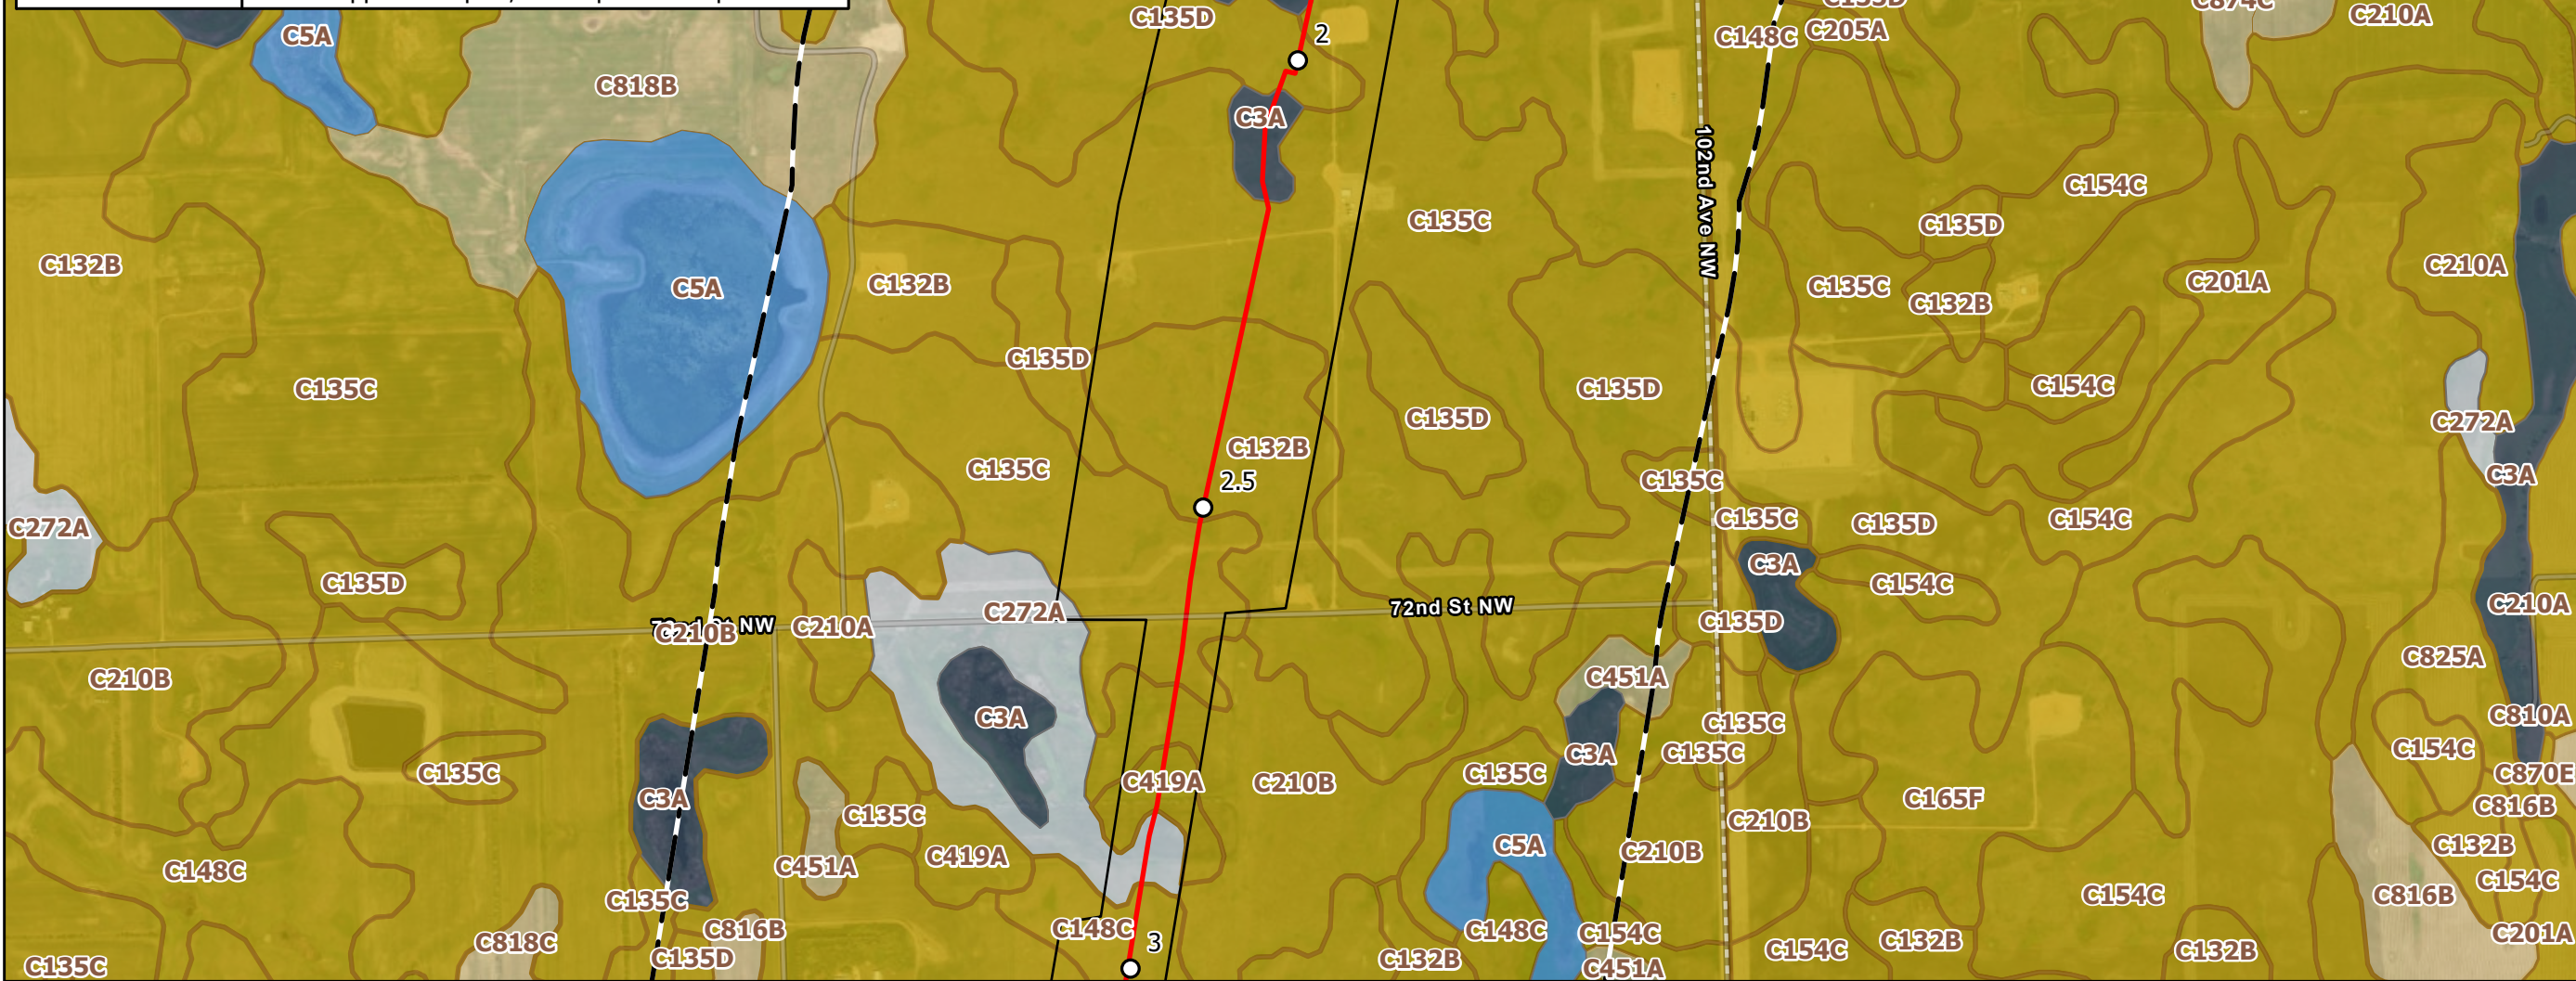 C135D
2
C148C
C205A
C210A
C5A
C818B
C3A
C154C
102nd Ave NW
C135C
C135D
C132B
C210A
C132B
C201A
C5A
C135C
C132B
C135D
C135C
C135D
C154C
C135D
C272A
C132B
C135C
C3A
C135C
2.5
C272A
C135C
C135D
C154C
C3A
C135D
C154C
C272A
72nd St NW
C210A
C210A
C210B
C135D
C210B
C825A
C451A
C3A
C135C
C810A
C154C
C3A
C135C
C135C
C135C
C870E
C419A
C210B
C3A
C165F
C816B
C135C
C210B
C5A
C132B
C210B
C419A
C148C
C451A
C154C
C135C
C154C
C816B
C816B
C148C
C148C
C154C
C201A
C818C
3
C132B
C154C
C132B
C135D
C132B
C135C
C451A